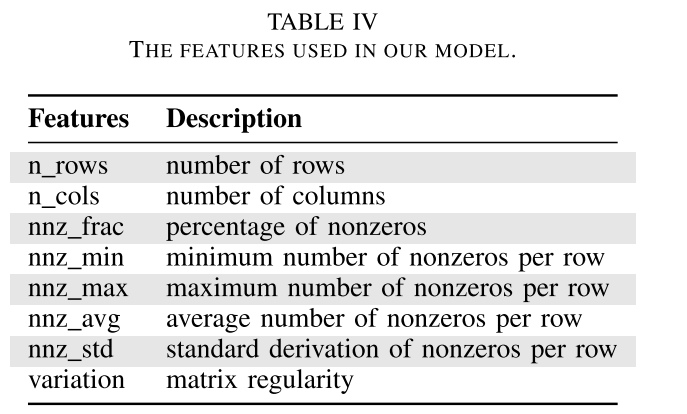 TABLE IV
THE FEATURES USED IN OUR MODEL.
Features Description
n_rows number of rows
n_cols number of columns
nnz_frac percentage of nonzeros
nnz_min minimum number of nonzeros per row
nnz_max maximum number of nonzeros per row
nnz_avg average number of nonzeros per row
nnz_std standard derivation of nonzeros per row
variation matrix regularity